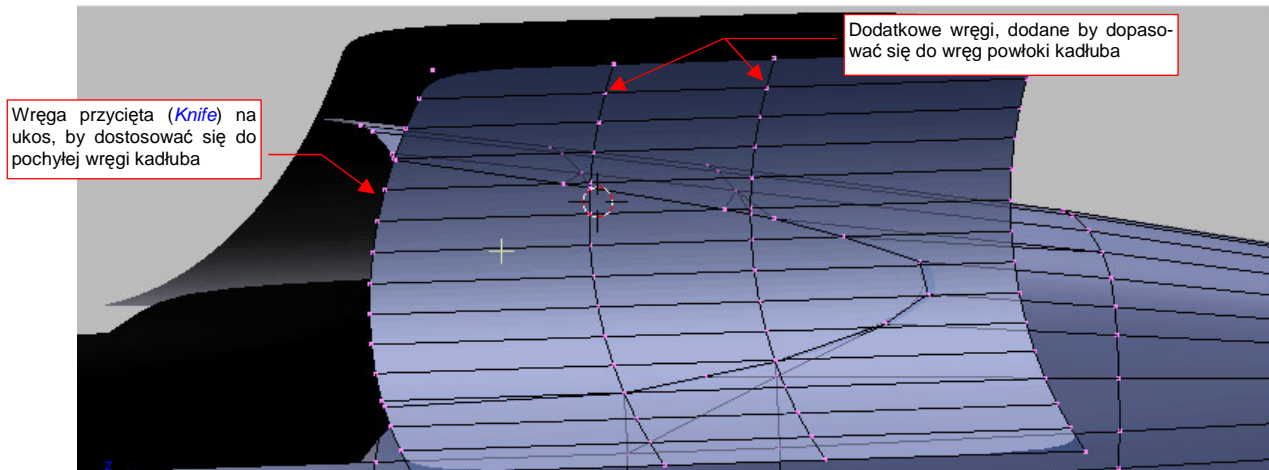 Dodatkowe wręgi, dodane by dopaso-
wać się do wręg powłoki kadłuba
Wręga przycięta (Knife) na
ukos, by dostosować się do
pochyłej wręgi kadłuba
z